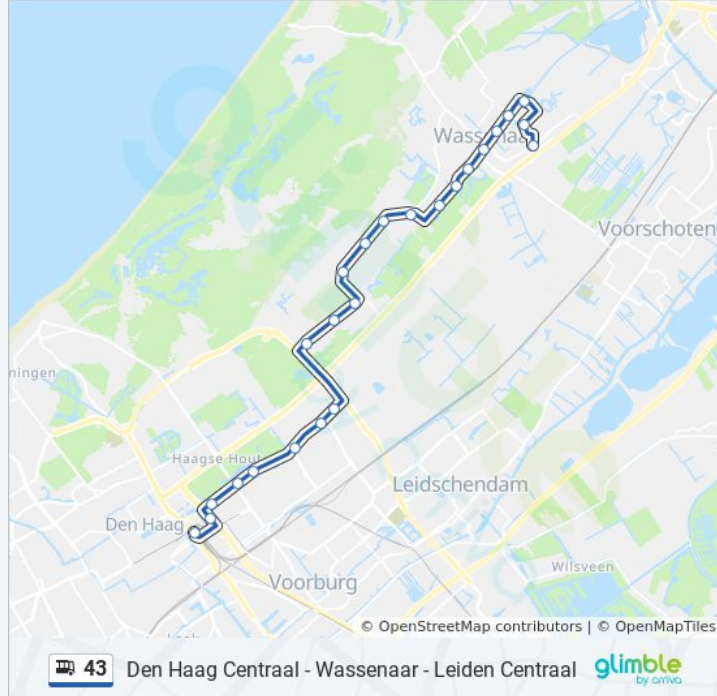 Wassenaar
Voorschoten
ningen
Haagse Hout
Leidschendam
Den Haag
Wilsveen
Voorburg
© OpenStreetMap contributors | © OpenMapTiles
43 Den Haag Centraal - Wassenaar - Leiden Centraal
glimble
by arriva